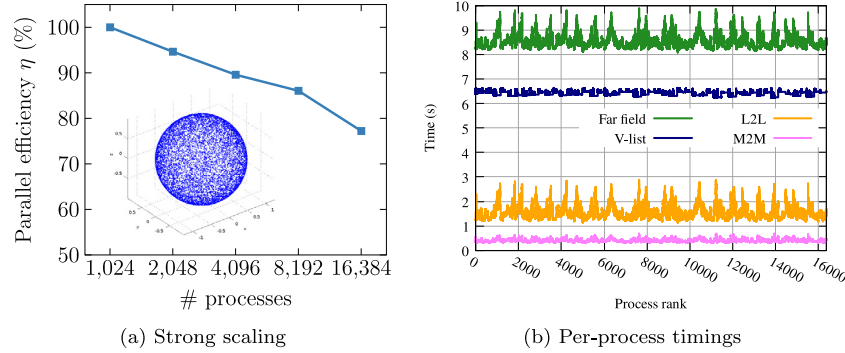 100
90
80
70
60
50
Parallel efficiency η (%)
1,024 2,048 4,096 8,192 16,384
# processes
(a) Strong scaling
10
9
8
7
6
5
4
3
2
1
0
Time (s)
Far field
V-list
L2L
M2M
0 2000 4000 6000 8000 10000 12000 14000 16000
Process rank
(b) Per-process timings